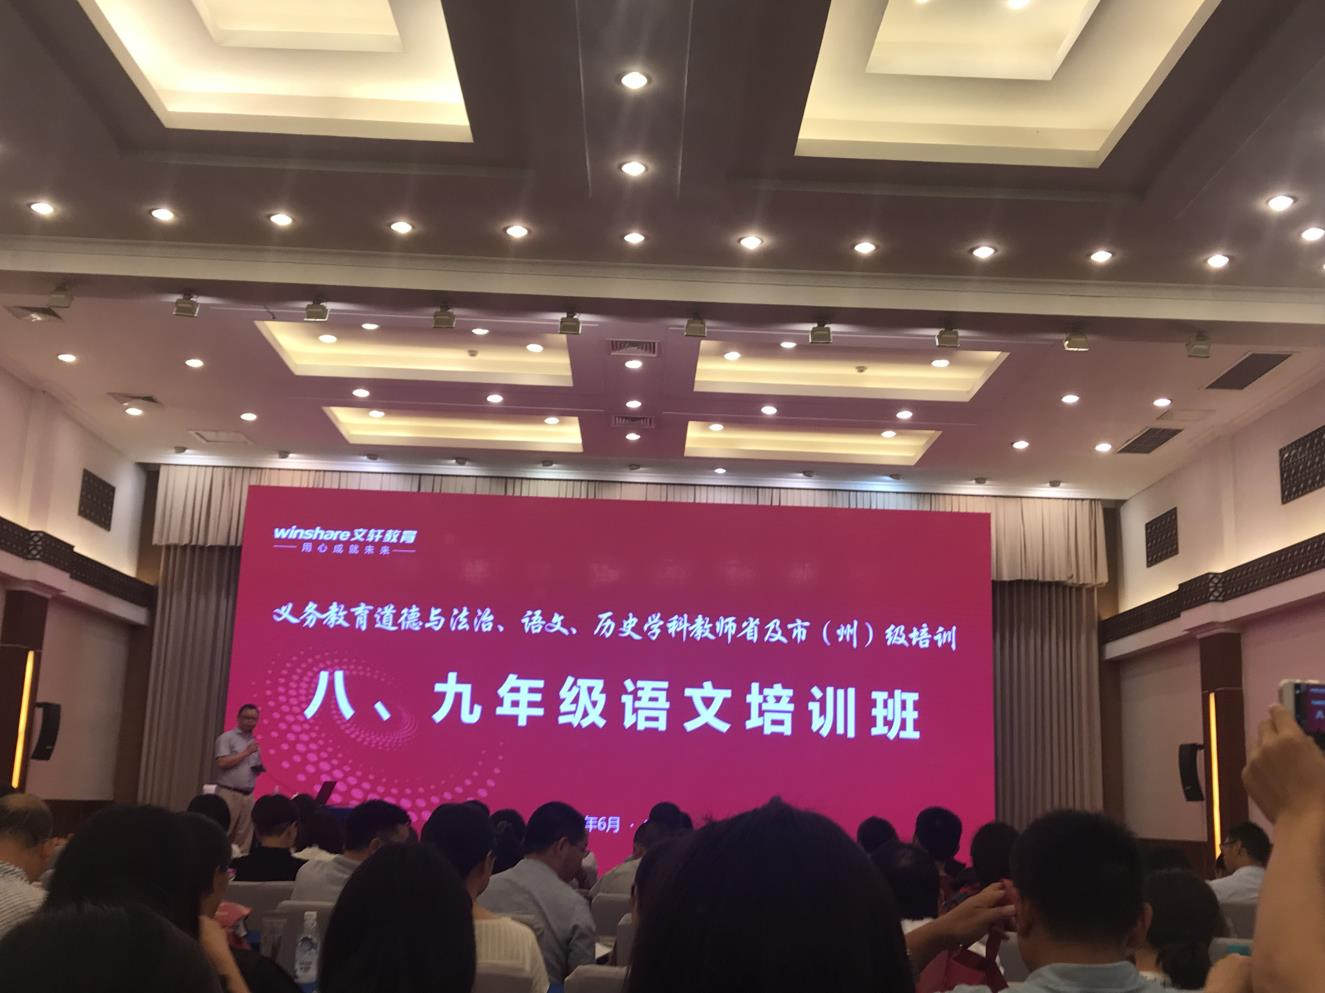 winshare文轩教育
用心成就未来
义务教育道德与法治、语文、历史学科教师省及市（州）级培训
八、九年级语文培训班
年6月 ·